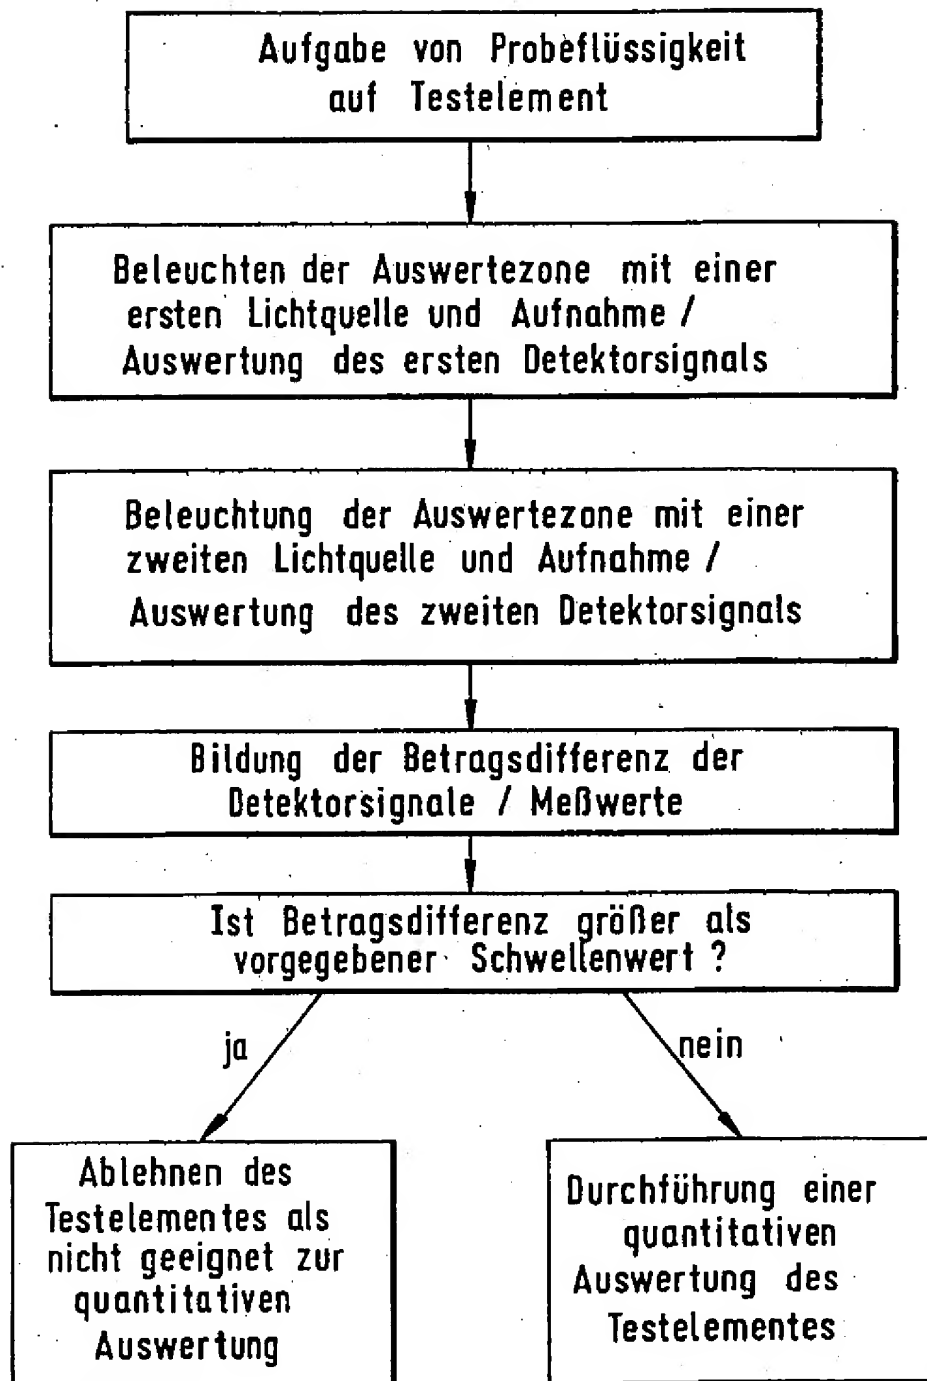 Aufgabe von Probeflüssigkeit
auf Testelement
Beleuchten der Auswertezone mit einer
ersten Lichtquelle und Aufnahme /
Auswertung des ersten Detektorsignals
Beleuchtung der Auswertezone mit einer
zweiten Lichtquelle und Aufnahme /
Auswertung des zweiten Detektorsignals
Bildung der Betragsdifferenz der
Detektorsignale / Meßwerte
Ist Betragsdifferenz größer als
vorgegebener Schwellenwert ?
ja
nein
Ablehnen des
Testelementes als
nicht geeignet zur
quantitativen
Auswertung
Durchführung einer
quantitativen
Auswertung des
Testelementes